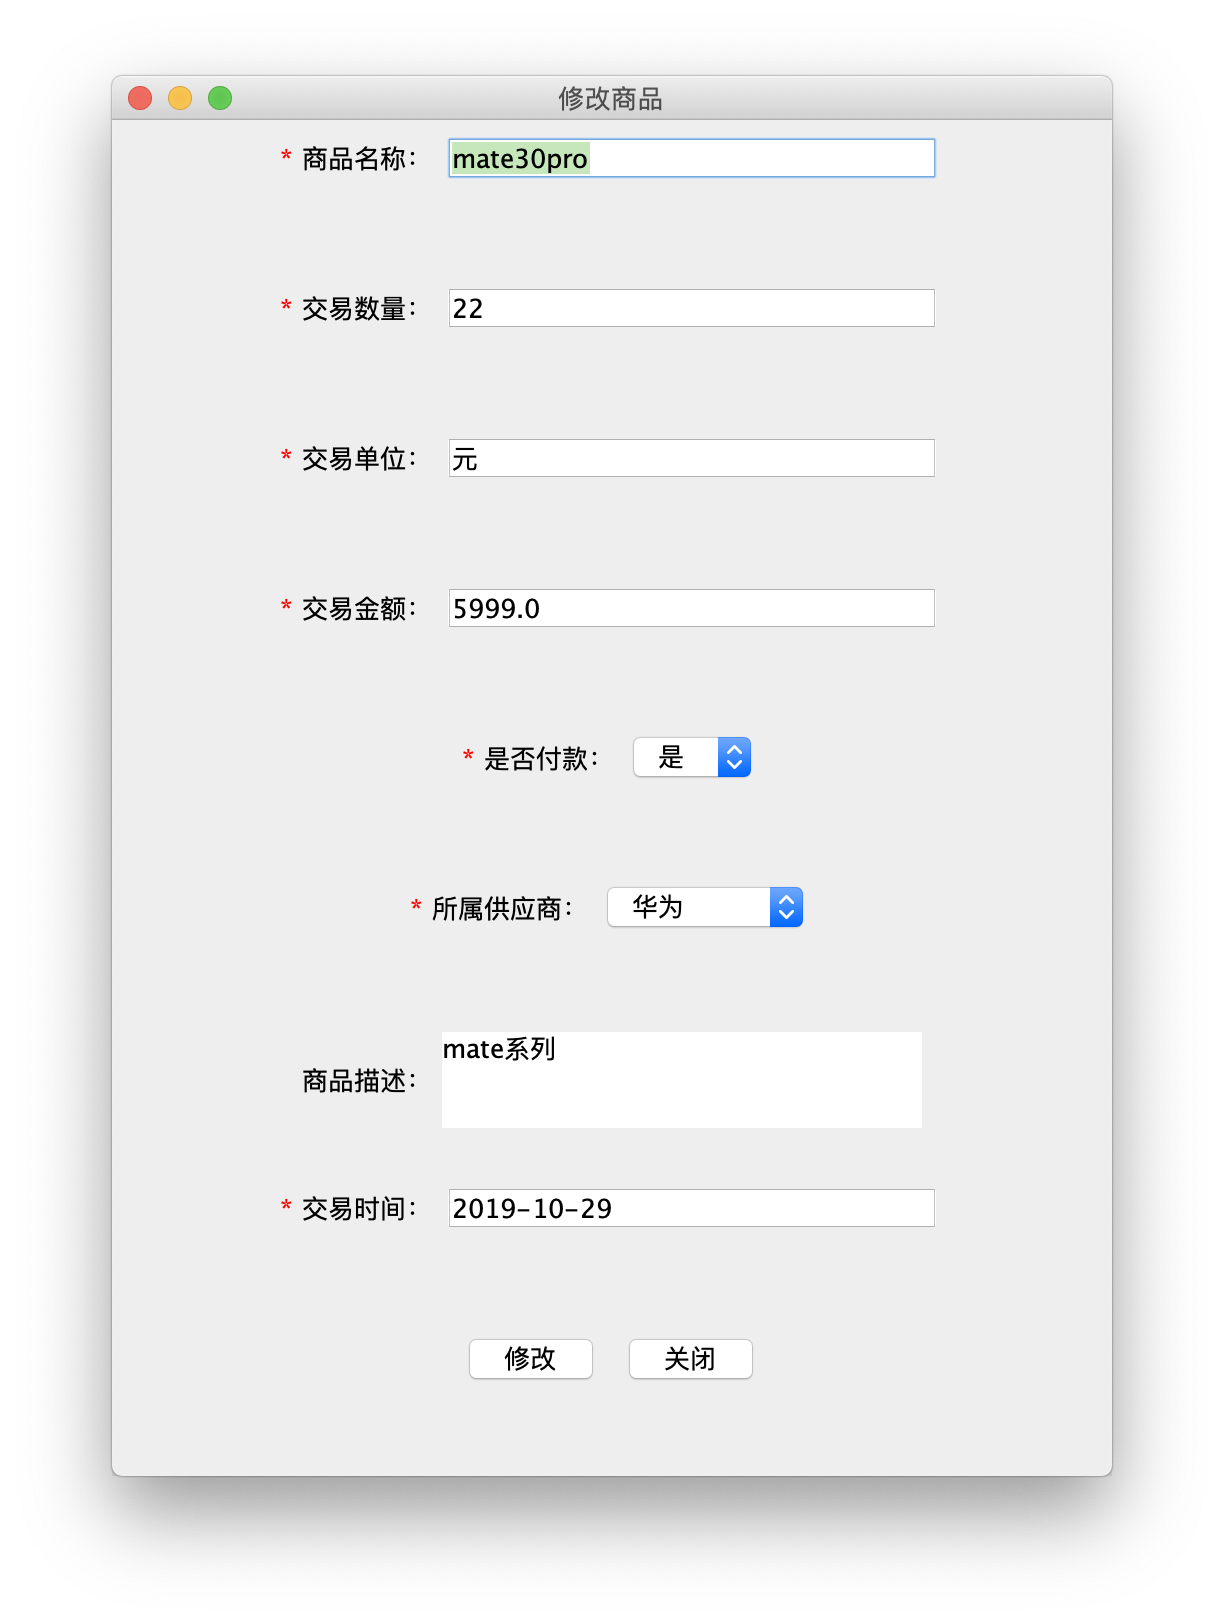 修改商品
* 商品名称： mate30pro
* 交易数量： 22
* 交易单位： 元
* 交易金额： 5999.0
* 是否付款： 是
* 所属供应商： 华为
mate系列
商品描述：
* 交易时间： 2019-10-29
修改 关闭